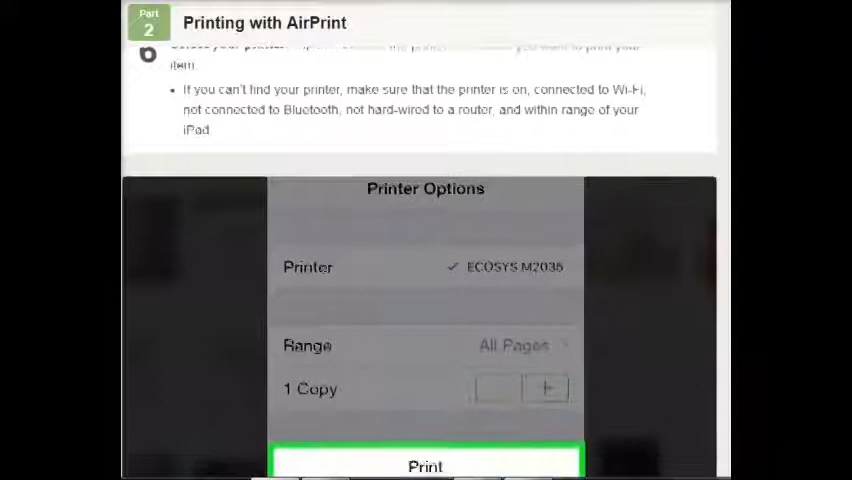 Part
2
Printing with AirPrint
6
item.
• If you can't find your printer, make sure that the printer is on, connected to Wi-Fi,
not connected to Bluetooth, not hard-wired to a router, and within range of your
iPad.
Printer Options
Printer ✓ ECOSYS M2035
Range All Pages >
1 Copy +
Print